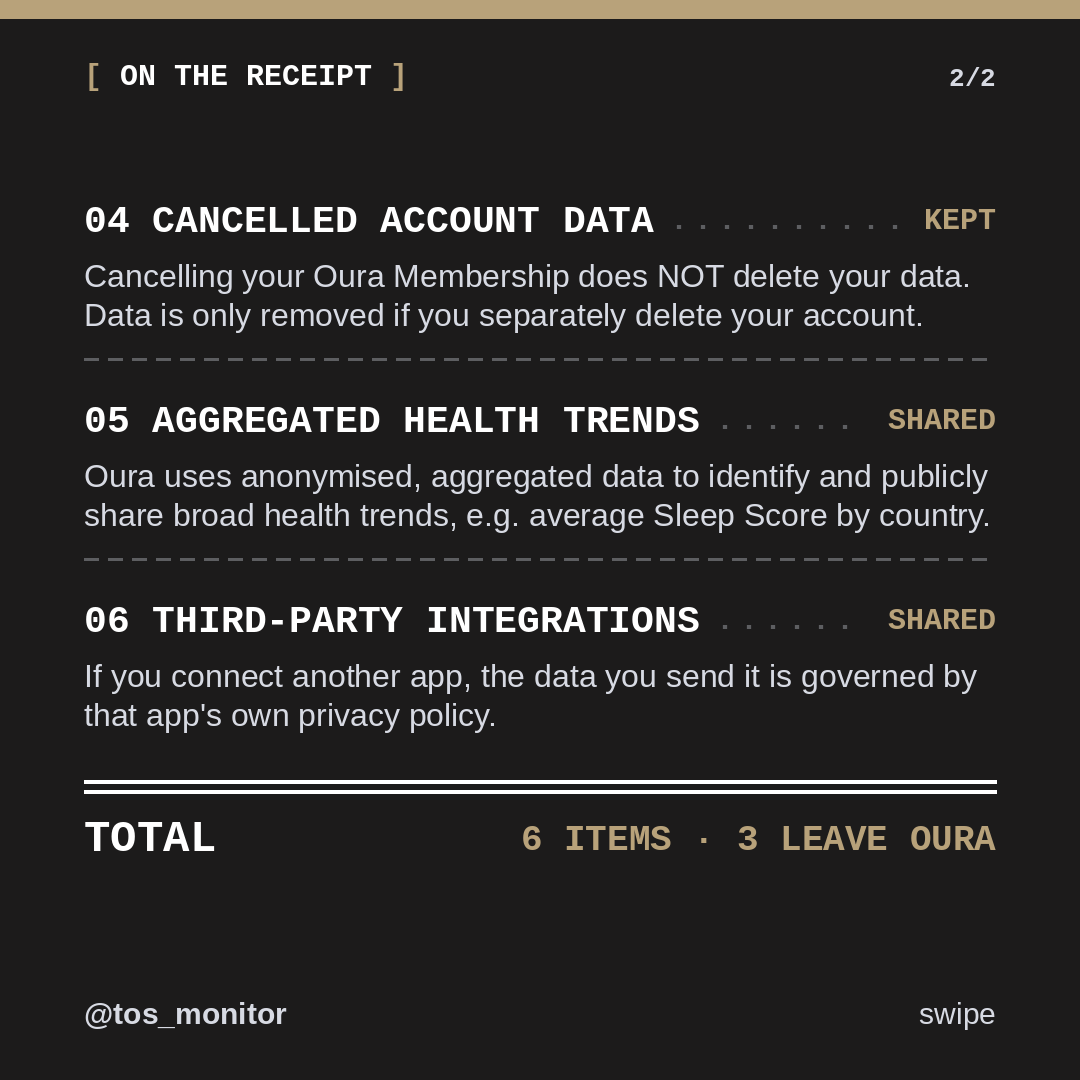 [ ON THE RECEIPT ]
2/2
04 CANCELLED ACCOUNT DATA . . . . . . . . . . KEPT
Cancelling your Oura Membership does NOT delete your data.
Data is only removed if you separately delete your account.
05 AGGREGATED HEALTH TRENDS . . . . . . SHARED
Oura uses anonymised, aggregated data to identify and publicly
share broad health trends, e.g. average Sleep Score by country.
06 THIRD-PARTY INTEGRATIONS . . . . . . SHARED
If you connect another app, the data you send it is governed by
that app's own privacy policy.
TOTAL 6 ITEMS · 3 LEAVE OURA
@tos_monitor
swipe